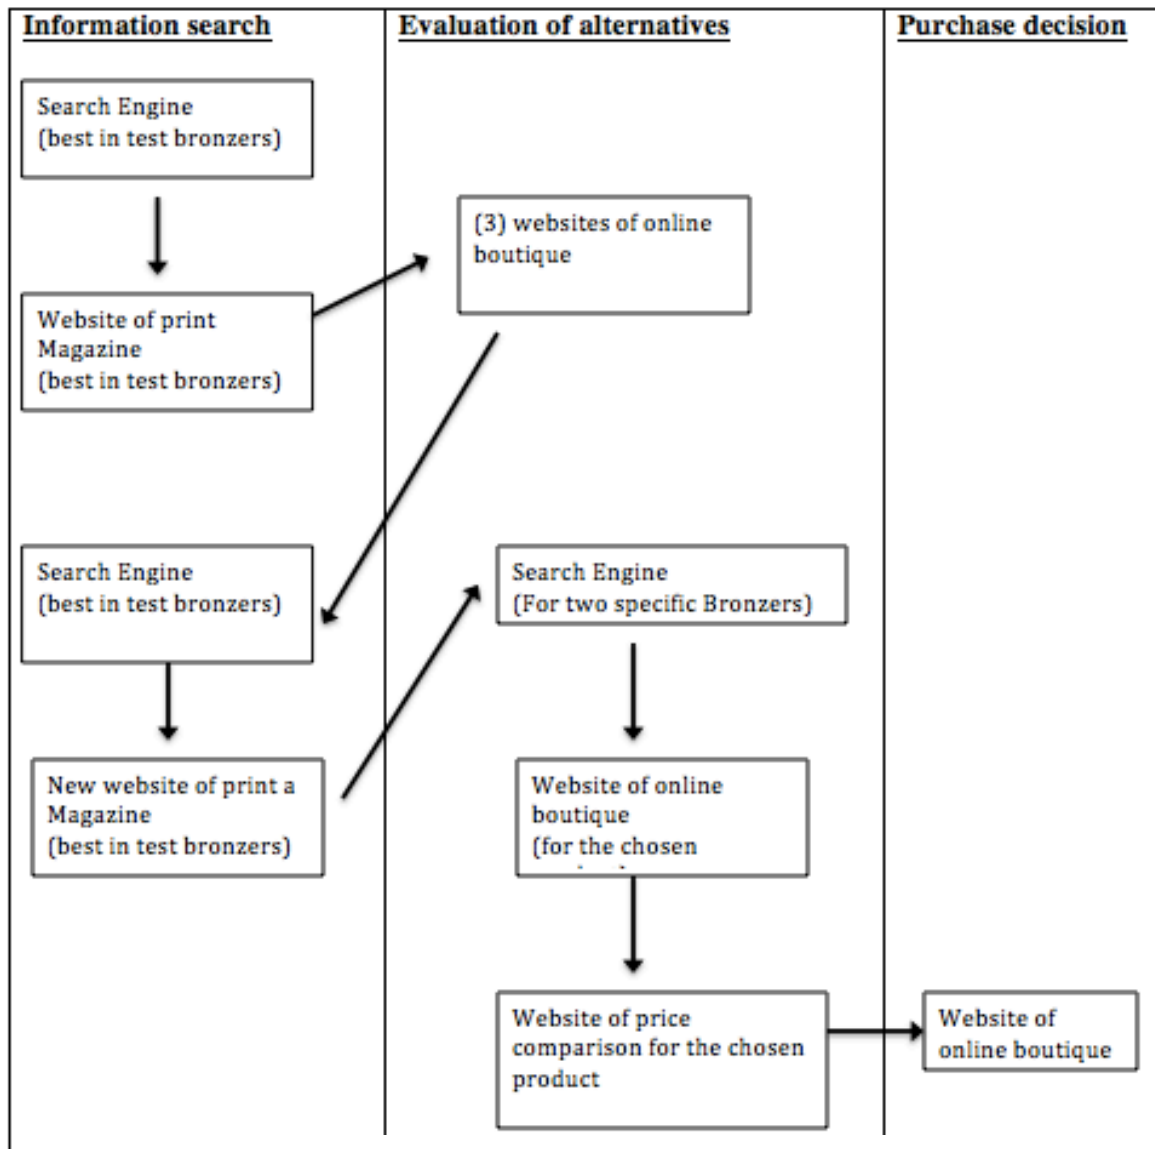 Information search
Evaluation of alternatives
Purchase decision
Search Engine
(best in test bronzers)
Website of print
Magazine
(best in test bronzers)
(3) websites of online
boutique
Search Engine
(best in test bronzers)
New website of print a
Magazine
(best in test bronzers)
Search Engine
(For two specific Bronzers)
Website of online
boutique
(for the chosen
Website of price
comparison for the chosen
product
Website of
online boutique